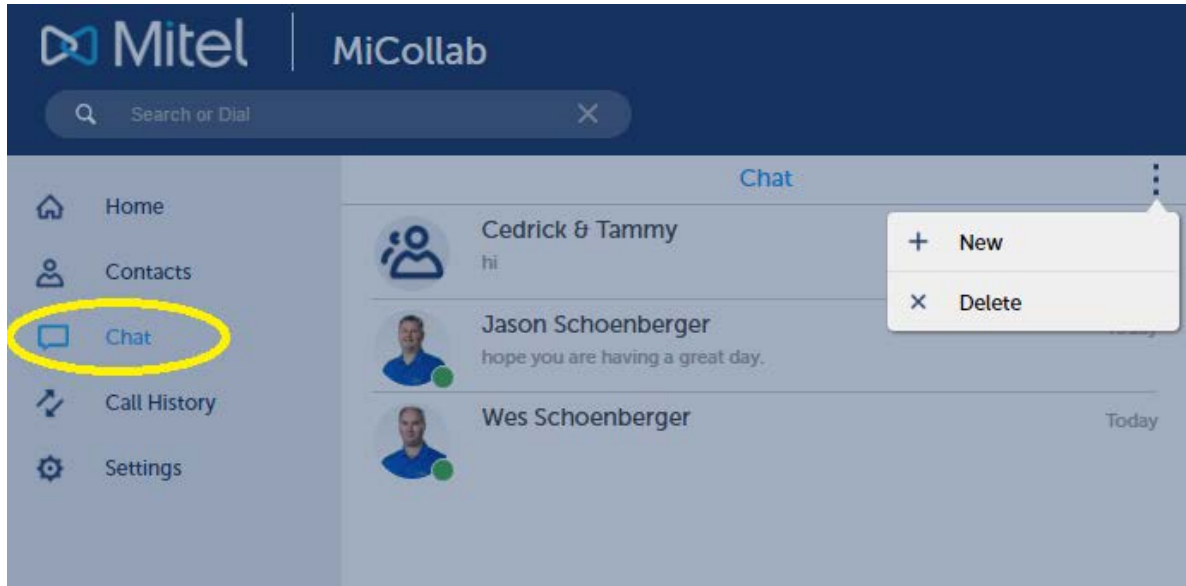 Mitel | MiCollab
Search or Dial
Home
Contacts
Chat
Call History
Settings
Chat
Cedrick & Tammy
hi
Jason Schoenberger
hope you are having a great day.
Today
Wes Schoenberger
Today
New
Delete